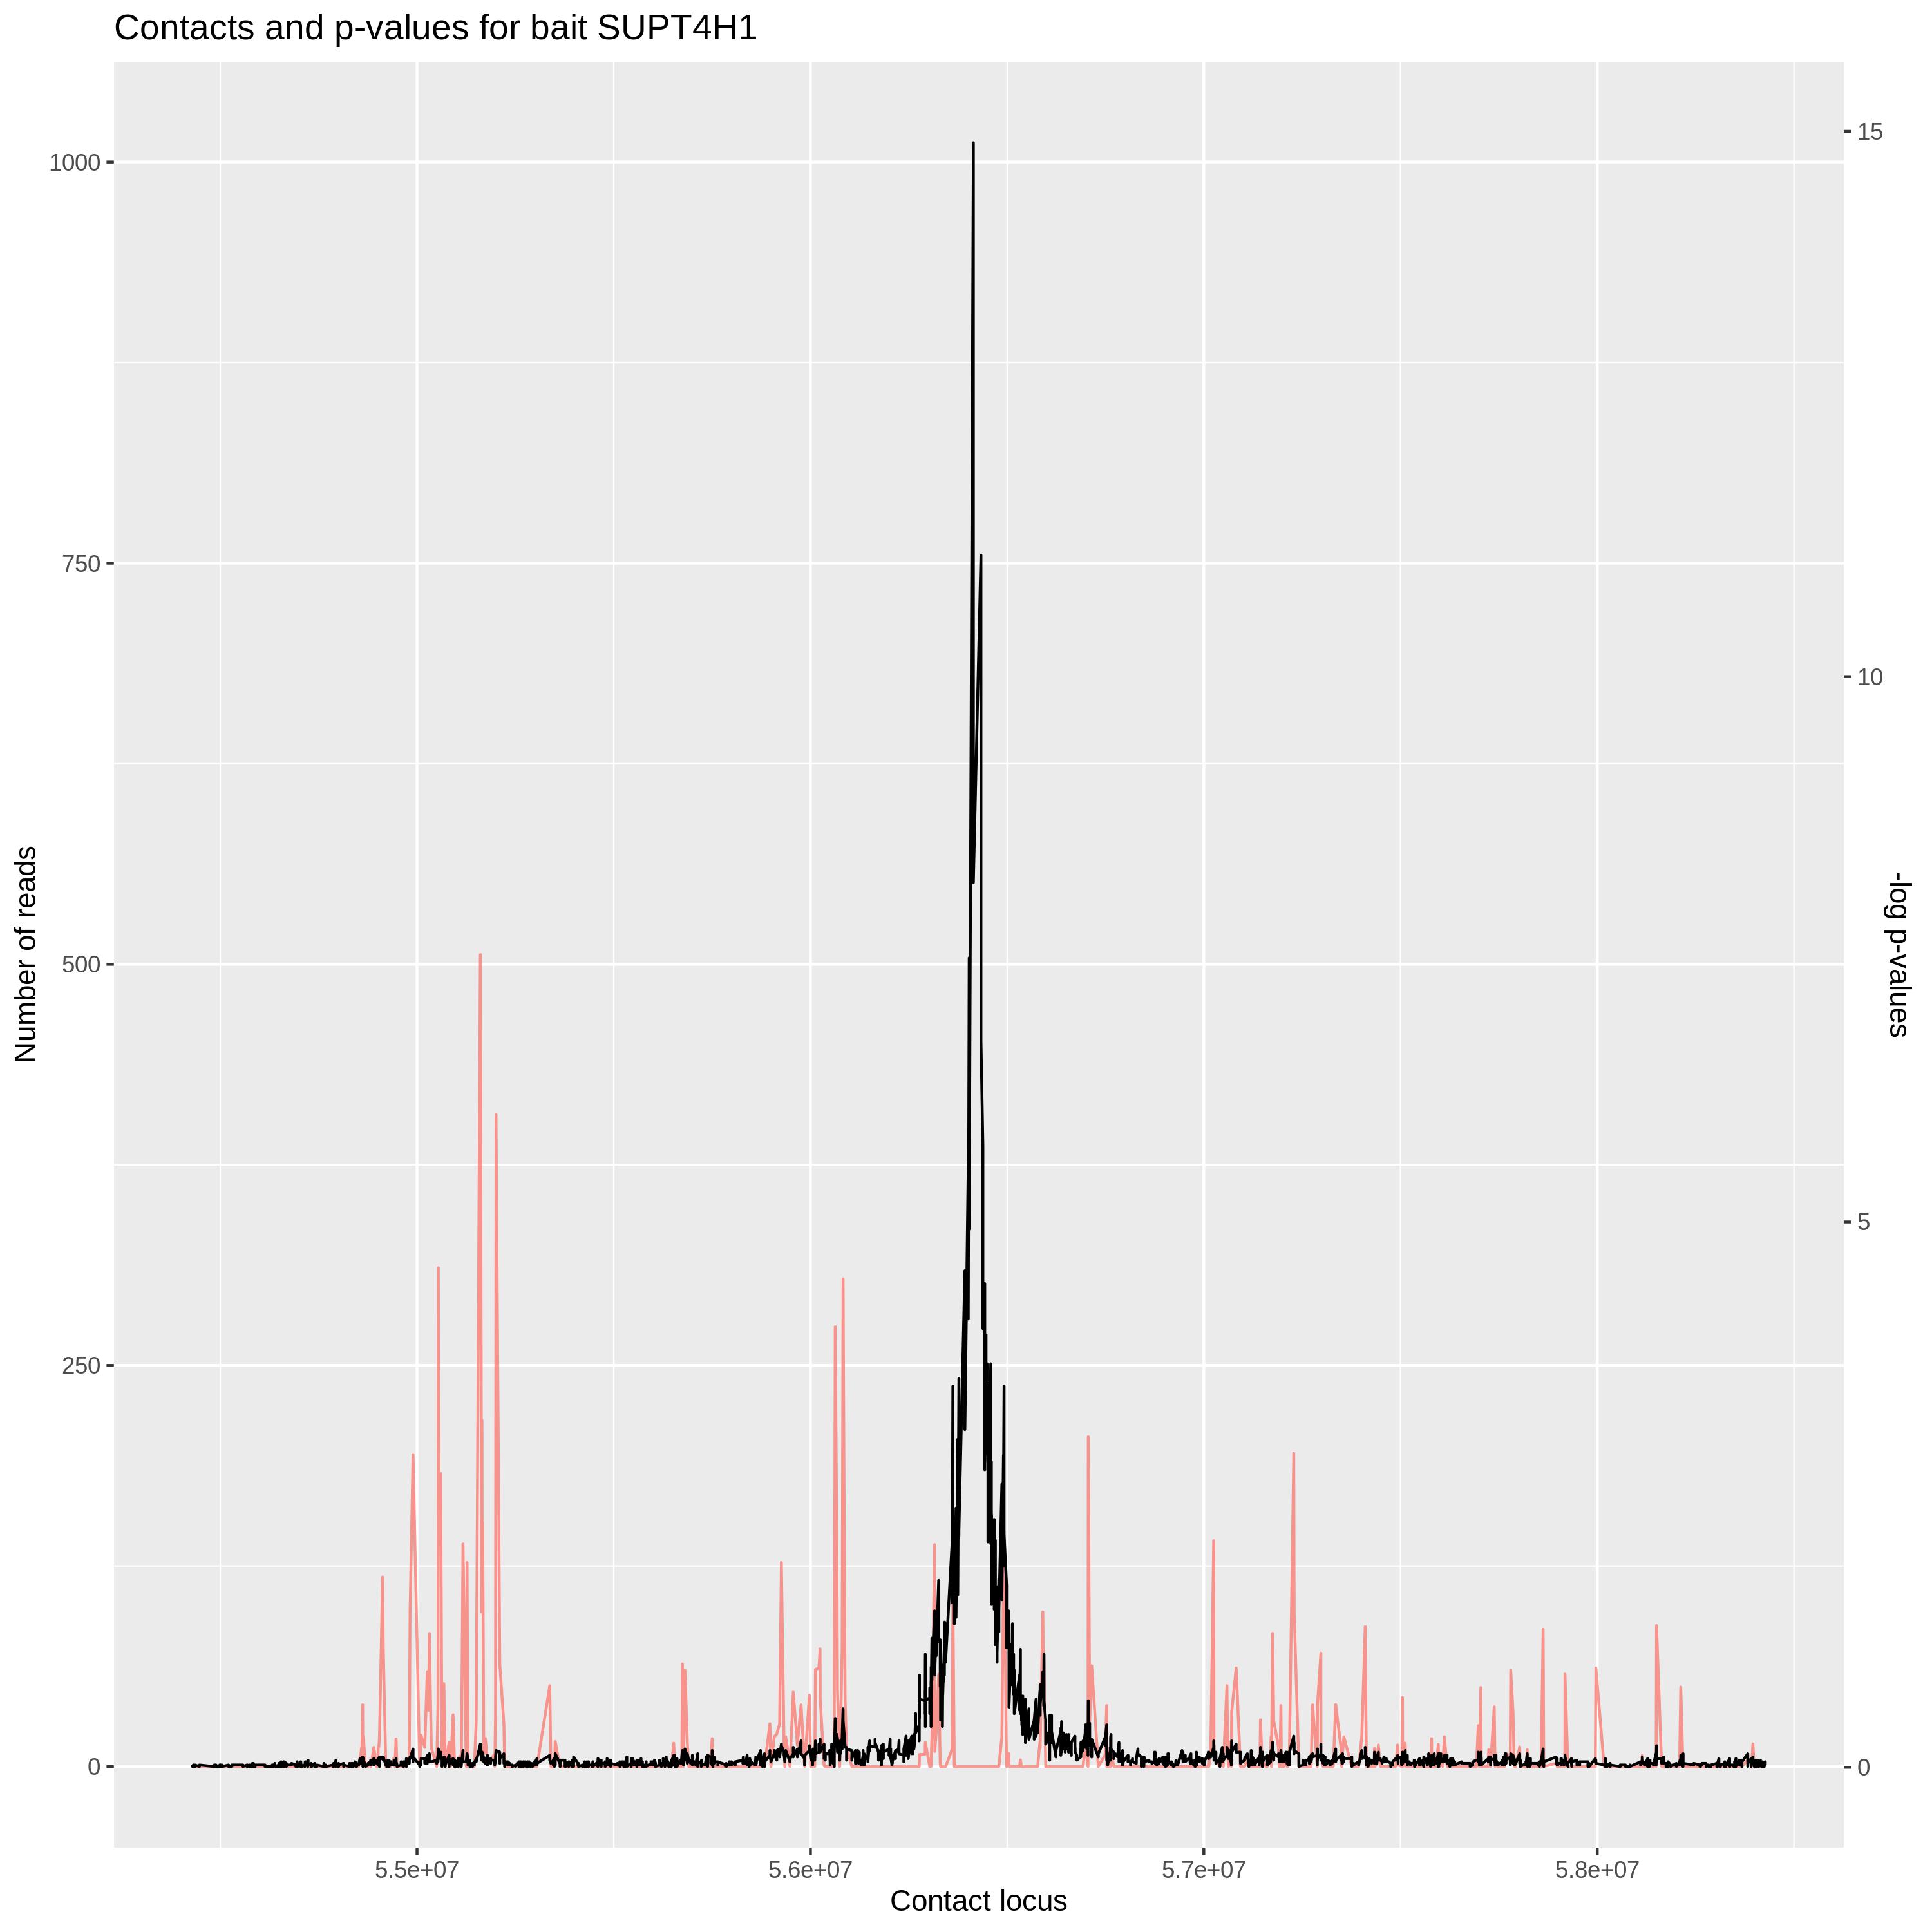 Contacts and p-values for bait SUPT4H1
1000
750
500
250
0
Number of reads
15
10
5
0
-log p-values
5.5e+07
5.6e+07
5.7e+07
5.8e+07
Contact locus